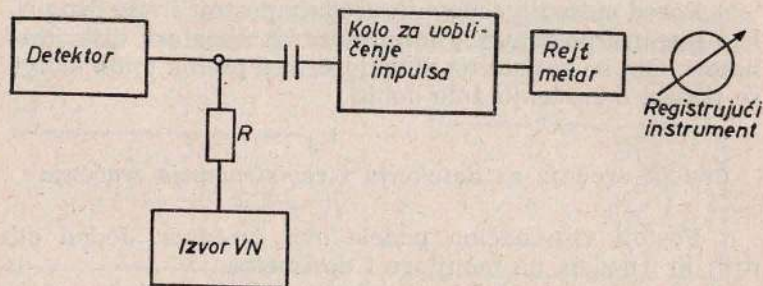 Detektor
Kolo za uobli-
čenje
impulsa
Rejt
metar
Registrujući
instrument
R
Izvor VN